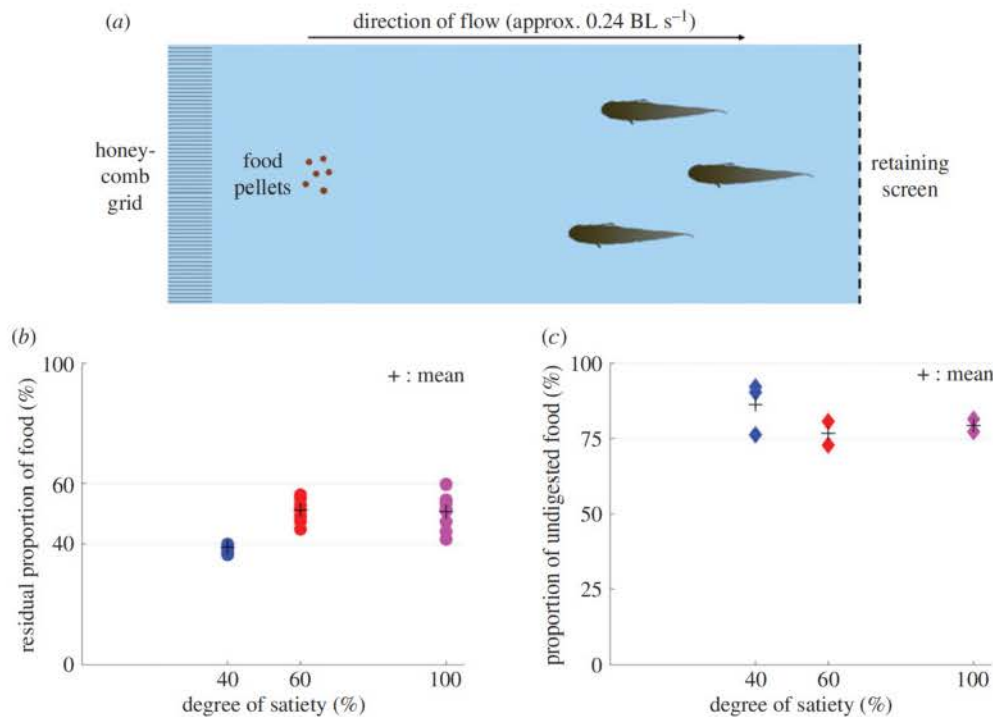 (a)
direction of flow (approx. 0.24 BL s⁻¹)
honey-
comb
grid
food
pellets
retaining
screen
(b)
100
60
40
0
residual proportion of food (%)
+ : mean
40
60
100
degree of satiety (%)
(c)
100
75
50
25
0
proportion of undigested food (%)
+ : mean
40
60
100
degree of satiety (%)